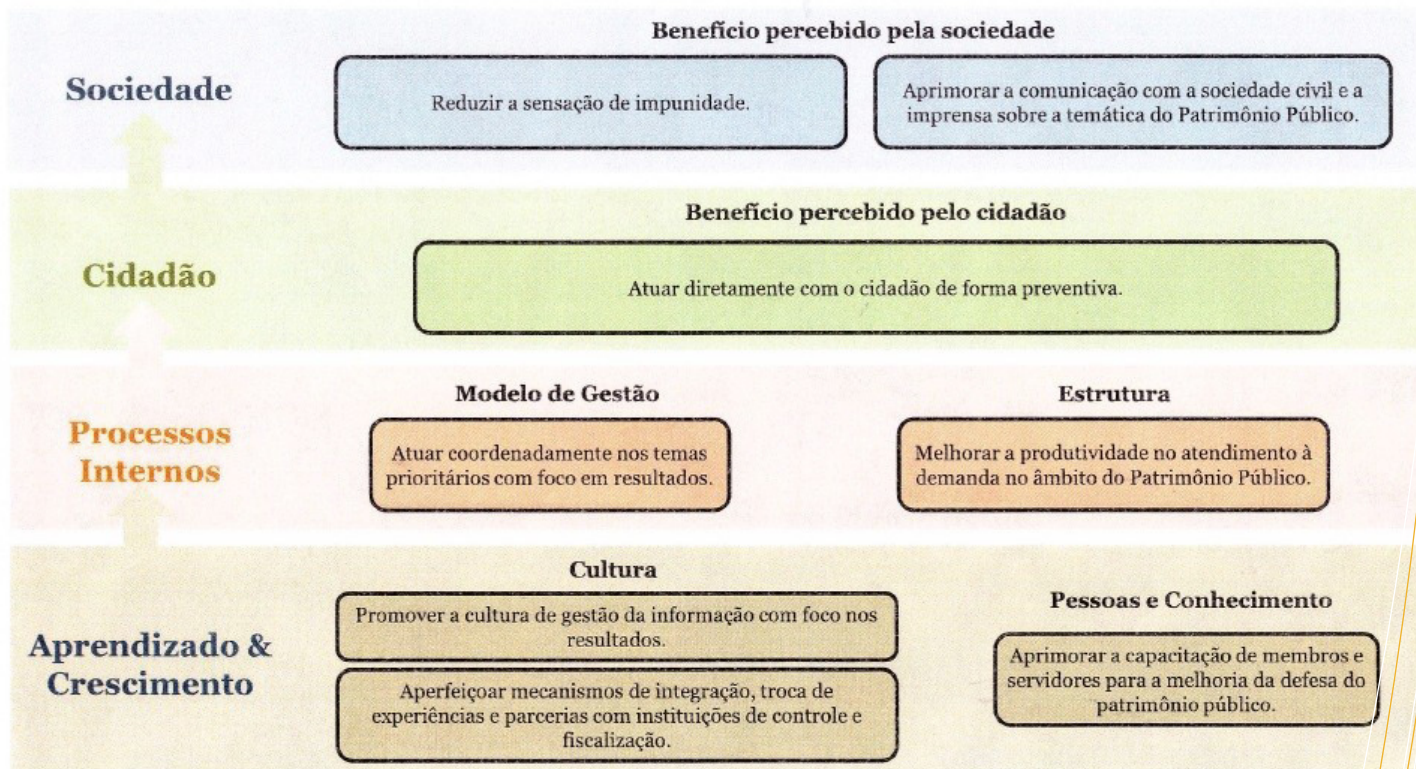 Benefício percebido pela sociedade
Sociedade
Reduzir a sensação de impunidade.
Aprimorar a comunicação com a sociedade civil e a
imprensa sobre a temática do Patrimônio Público.
Benefício percebido pelo cidadão
Cidadão
Atuar diretamente com o cidadão de forma preventiva.
Modelo de Gestão
Estrutura
Processos
Internos
Atuar coordenadamente nos temas
prioritários com foco em resultados.
Melhorar a produtividade no atendimento à
demanda no âmbito do Patrimônio Público.
Cultura
Pessoas e Conhecimento
Aprendizado &
Crescimento
Promover a cultura de gestão da informação com foco nos
resultados.
Aperfeiçoar mecanismos de integração, troca de
experiências e parcerias com instituições de controle e
fiscalização.
Aprimorar a capacitação de membros e
servidores para a melhoria da defesa do
patrimônio público.